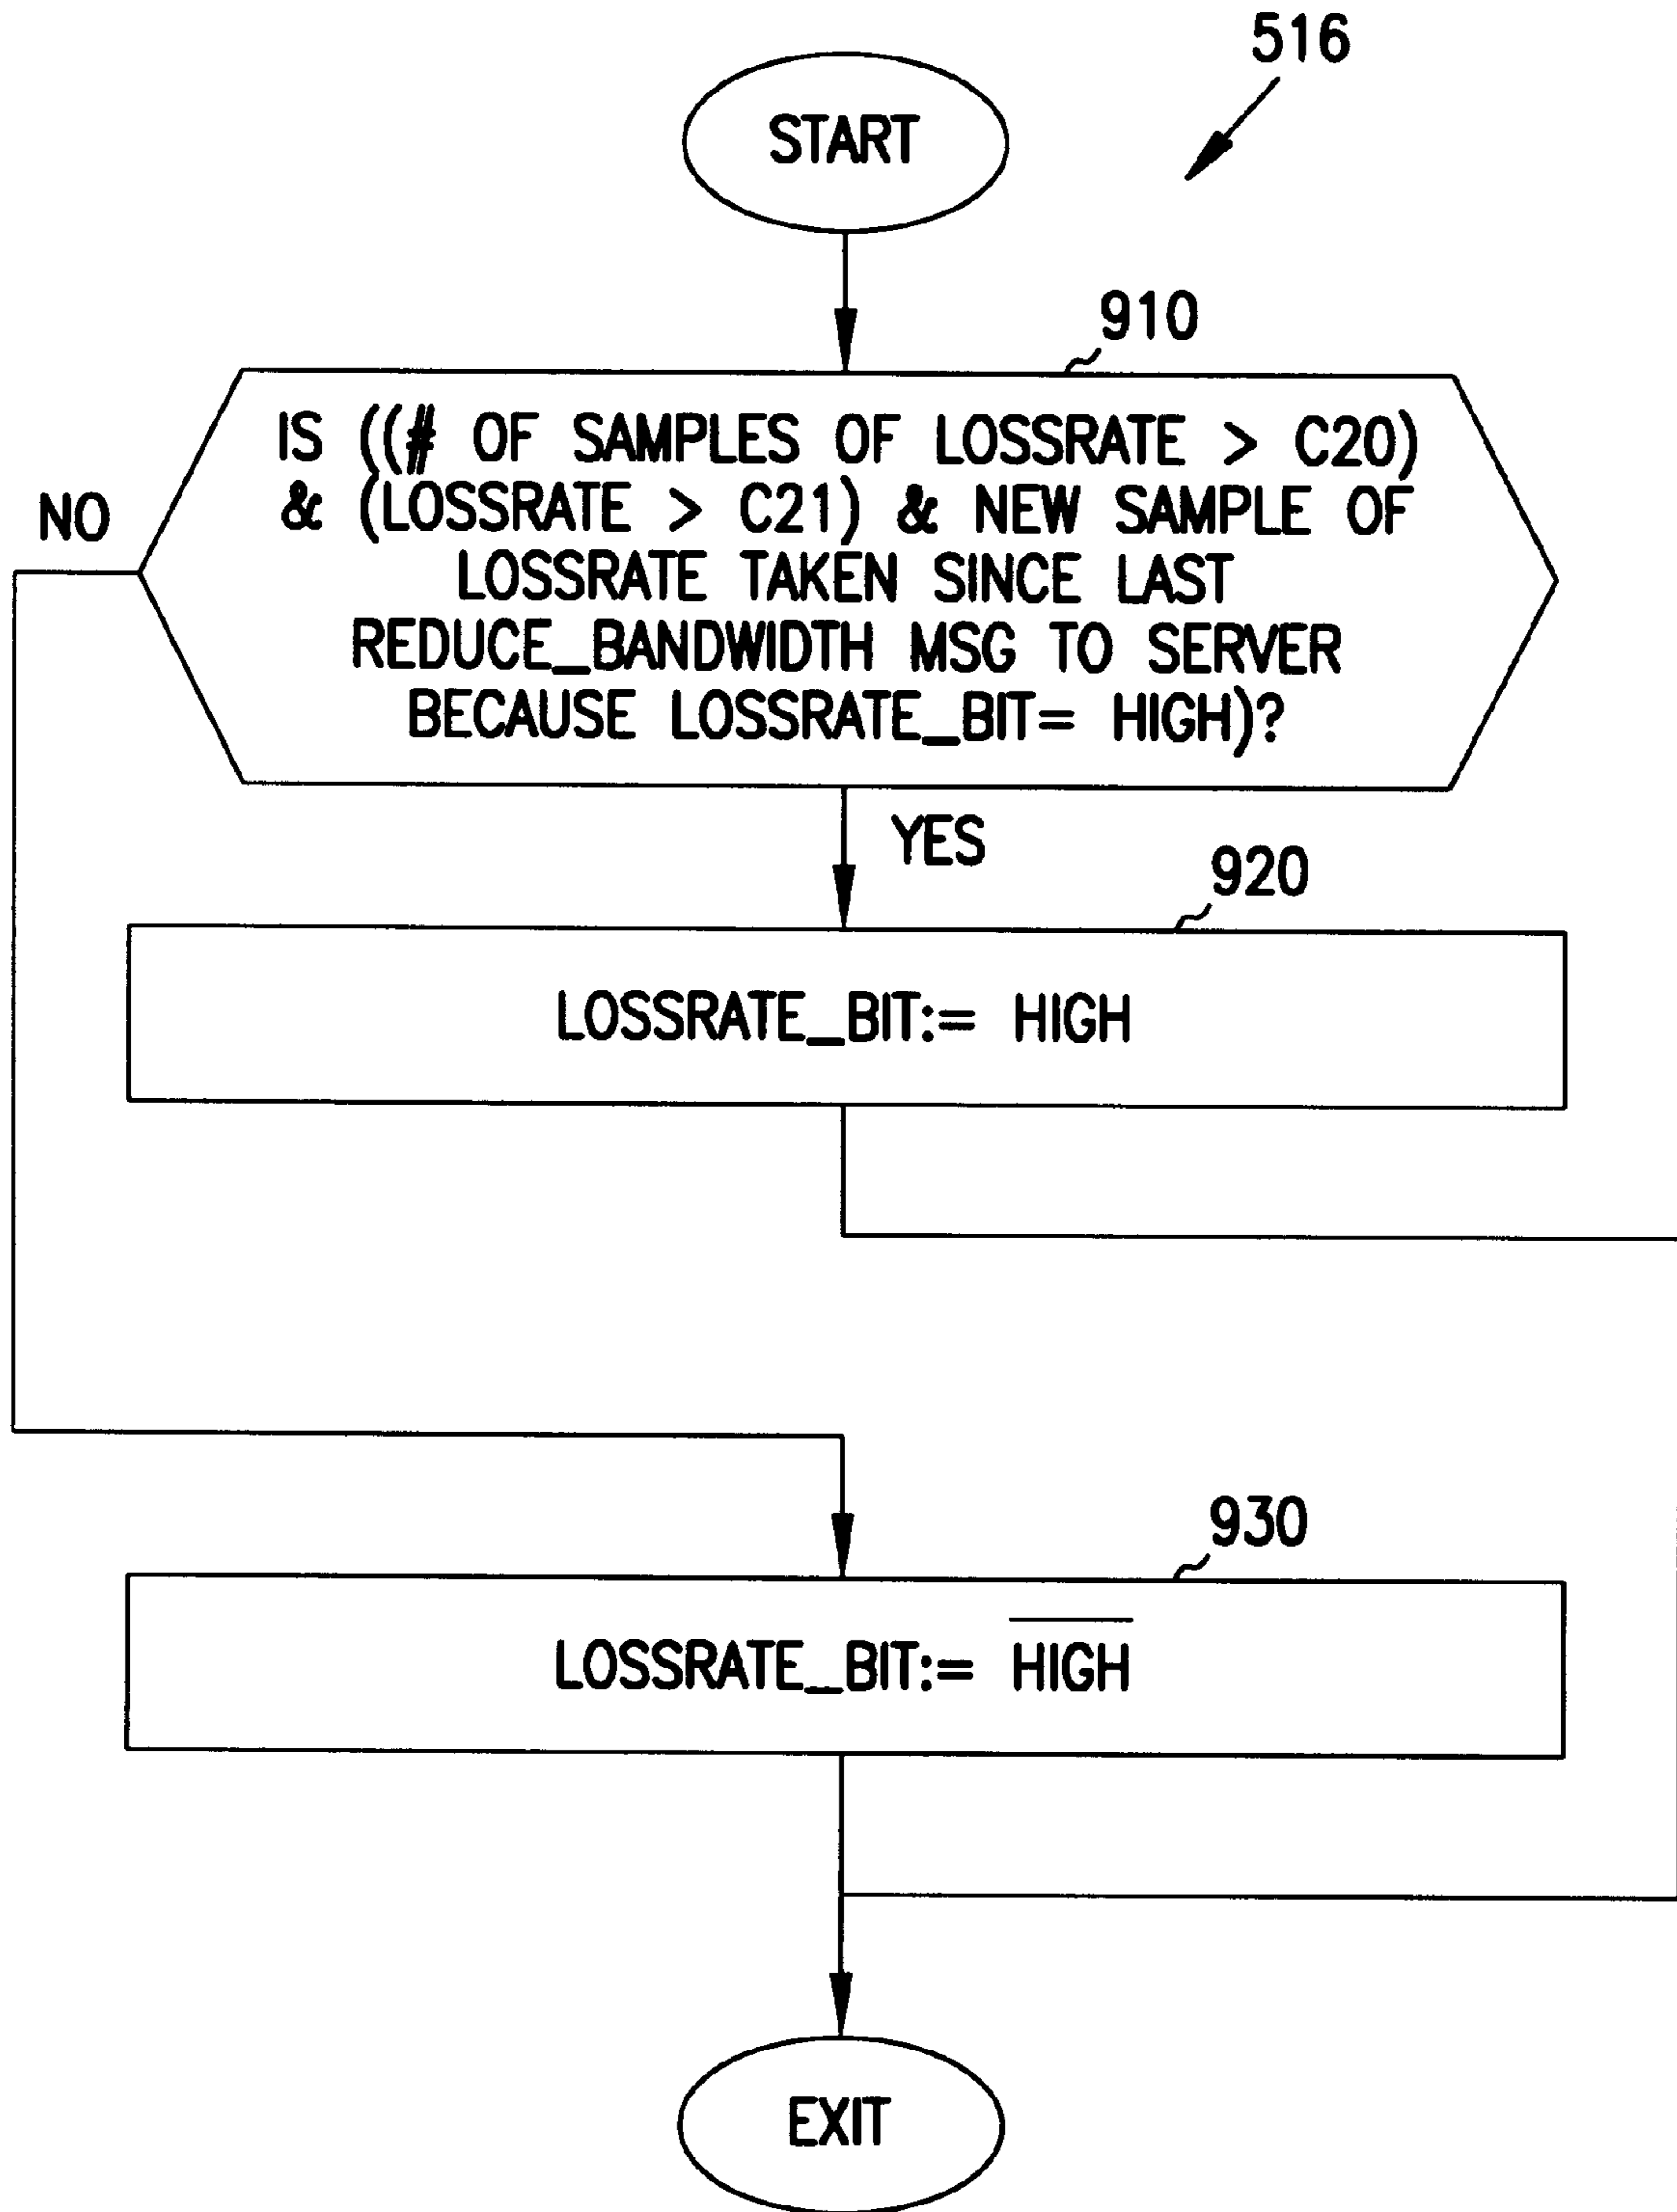 516
START
910
IS ((# OF SAMPLES OF LOSSRATE > C20)
& (LOSSRATE > C21) & NEW SAMPLE OF
LOSSRATE TAKEN SINCE LAST
REDUCE_BANDWIDTH MSG TO SERVER
BECAUSE LOSSRATE_BIT= HIGH)?
NO
YES
920
LOSSRATE_BIT:= HIGH
930
LOSSRATE_BIT:= H̅I̅G̅H̅
EXIT